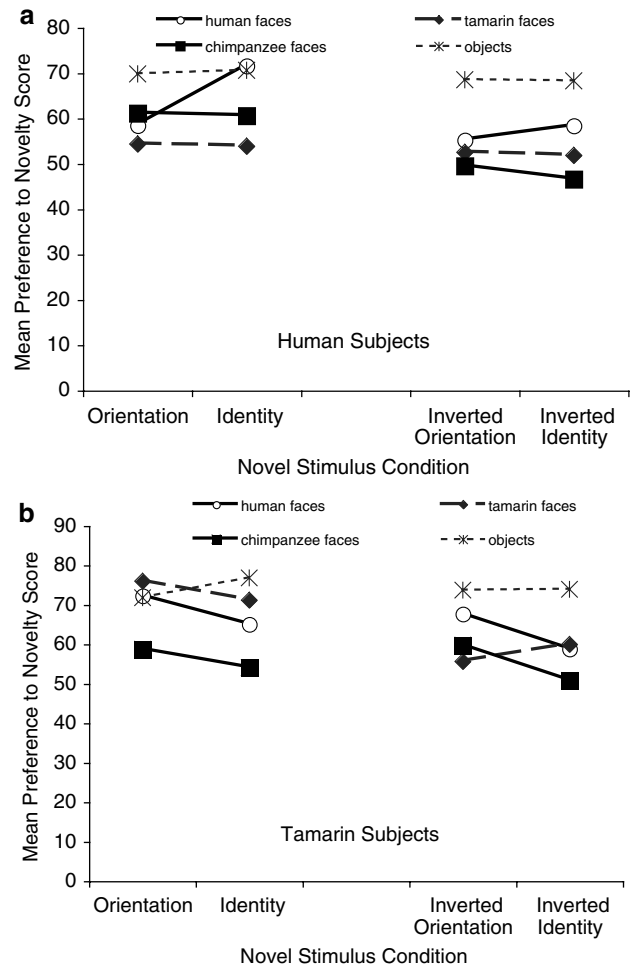 a
human faces
tamarin faces
chimpanzee faces
objects
Mean Preference to Novelty Score
80
70
60
50
40
30
20
10
0
Human Subjects
Orientation
Identity
Inverted
Orientation
Inverted
Identity
Novel Stimulus Condition
b
human faces
tamarin faces
chimpanzee faces
objects
Mean Preference to Novelty Score
90
80
70
60
50
40
30
20
10
0
Tamarin Subjects
Orientation
Identity
Inverted
Orientation
Inverted
Identity
Novel Stimulus Condition